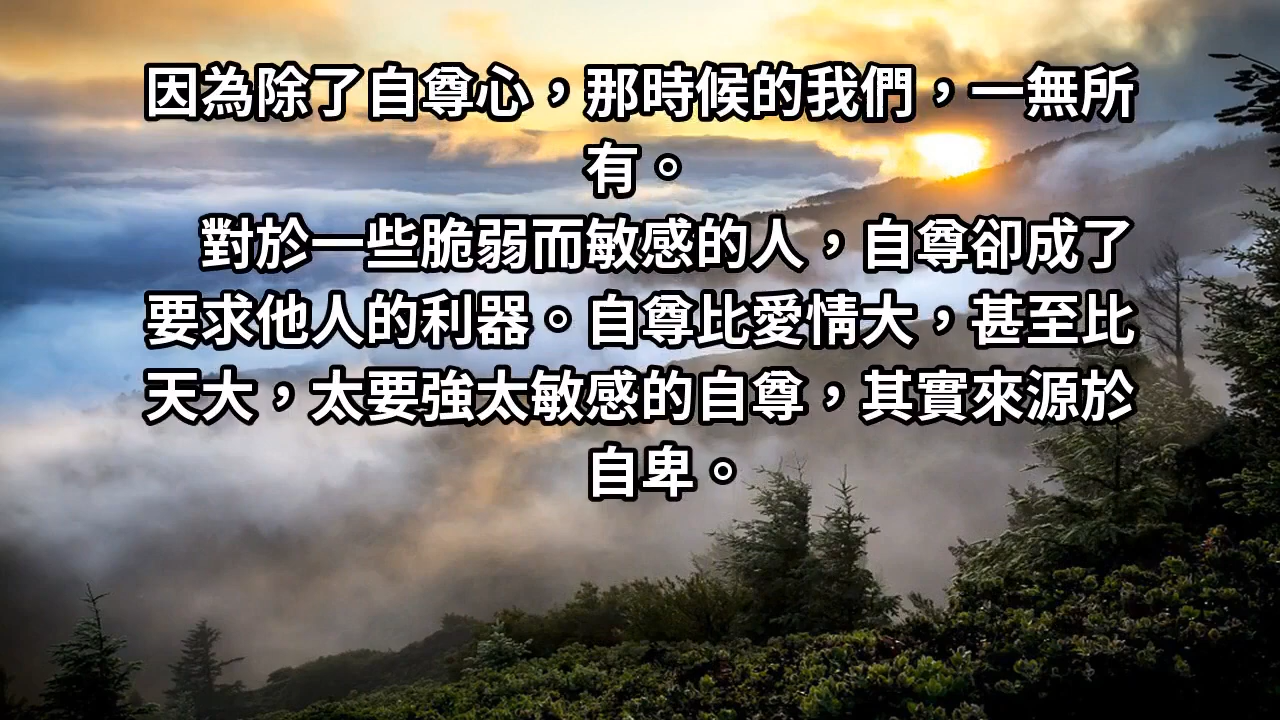 因為除了自尊心，那時候的我們，一無所
有。
對於一些脆弱而敏感的人，自尊卻成了
要求他人的利器。自尊比愛情大，甚至比
天大，太要強太敏感的自尊，其實來源於
自卑。